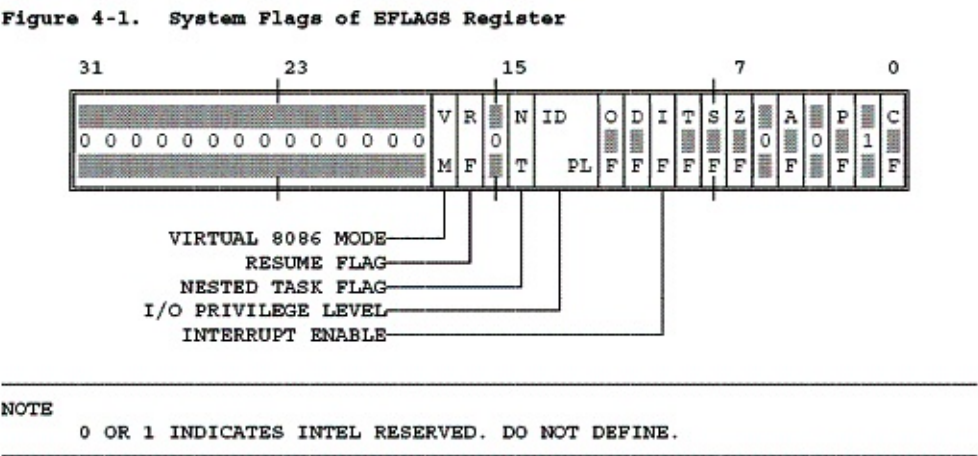 Figure 4-1. System Flags of EFLAGS Register
31 23 15 7 0
V R N ID O D I T S Z A P C
0 0 0 0 0 0 0 0 0 0 0 0 0 0 0 0 0 1
M F T PL F F F F F F F F F
VIRTUAL 8086 MODE
RESUME FLAG
NESTED TASK FLAG
I/O PRIVILEGE LEVEL
INTERRUPT ENABLE
NOTE
0 OR 1 INDICATES INTEL RESERVED. DO NOT DEFINE.